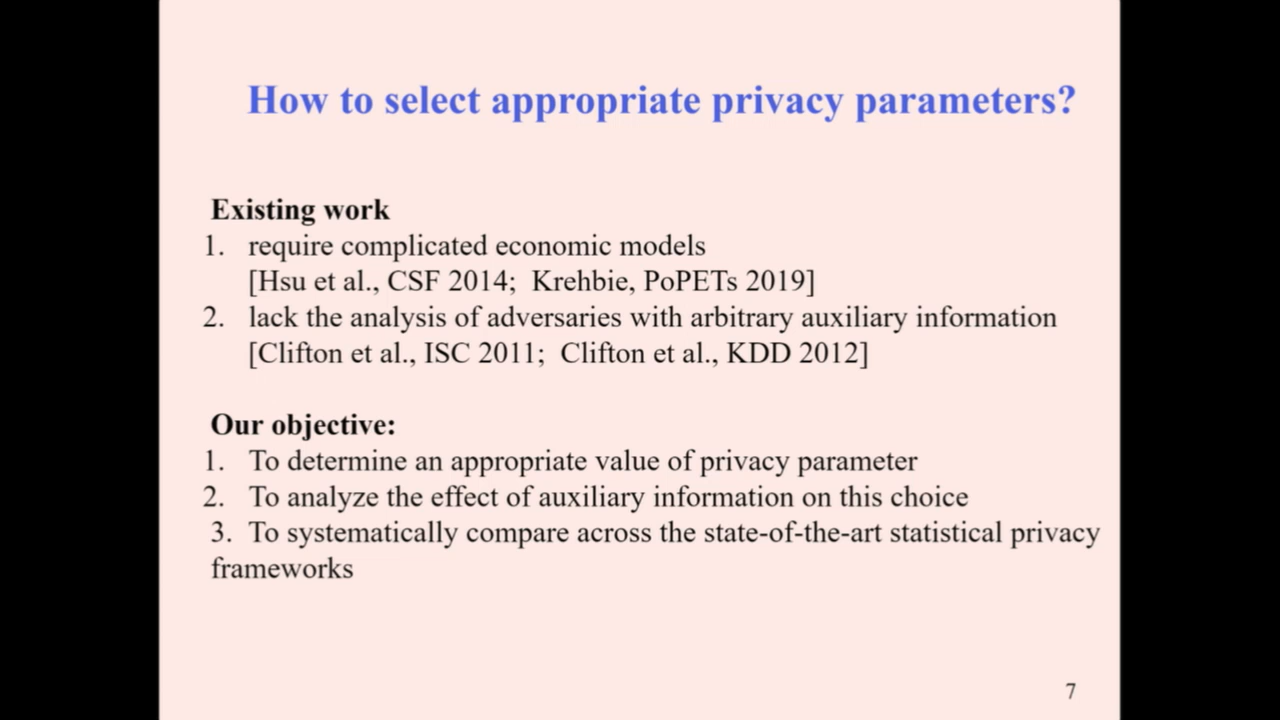 How to select appropriate privacy parameters?
Existing work
1. require complicated economic models
[Hsu et al., CSF 2014; Krehbie, PoPETs 2019]
2. lack the analysis of adversaries with arbitrary auxiliary information
[Clifton et al., ISC 2011; Clifton et al., KDD 2012]
Our objective:
1. To determine an appropriate value of privacy parameter
2. To analyze the effect of auxiliary information on this choice
3. To systematically compare across the state-of-the-art statistical privacy
frameworks
7